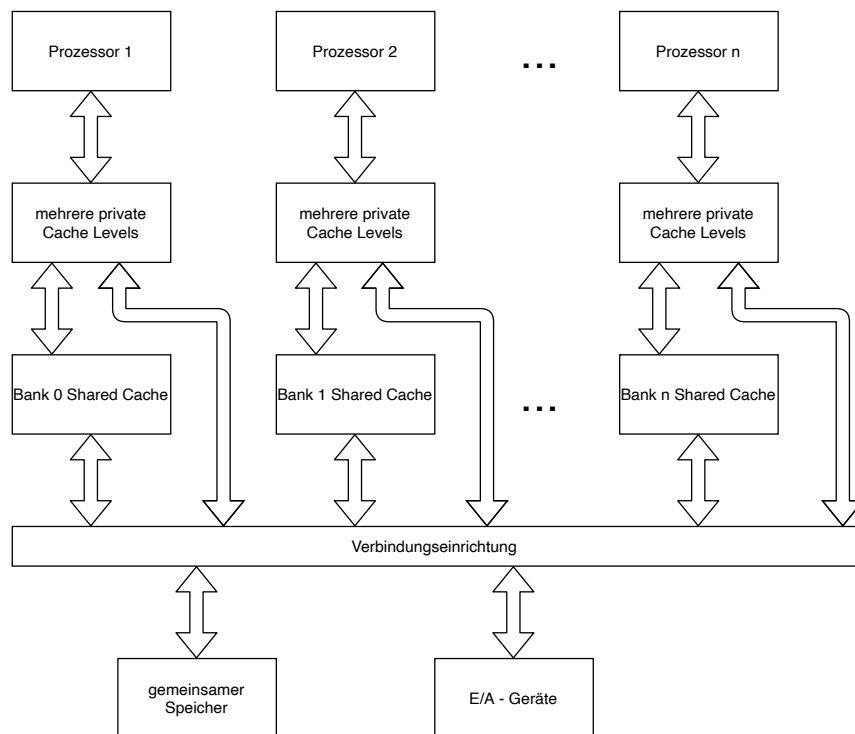 Prozessor 1
Prozessor 2
...
Prozessor n
mehrere private
Cache Levels
mehrere private
Cache Levels
mehrere private
Cache Levels
Bank 0 Shared Cache
Bank 1 Shared Cache
...
Bank n Shared Cache
Verbindungseinrichtung
gemeinsamer
Speicher
E/A - Geräte